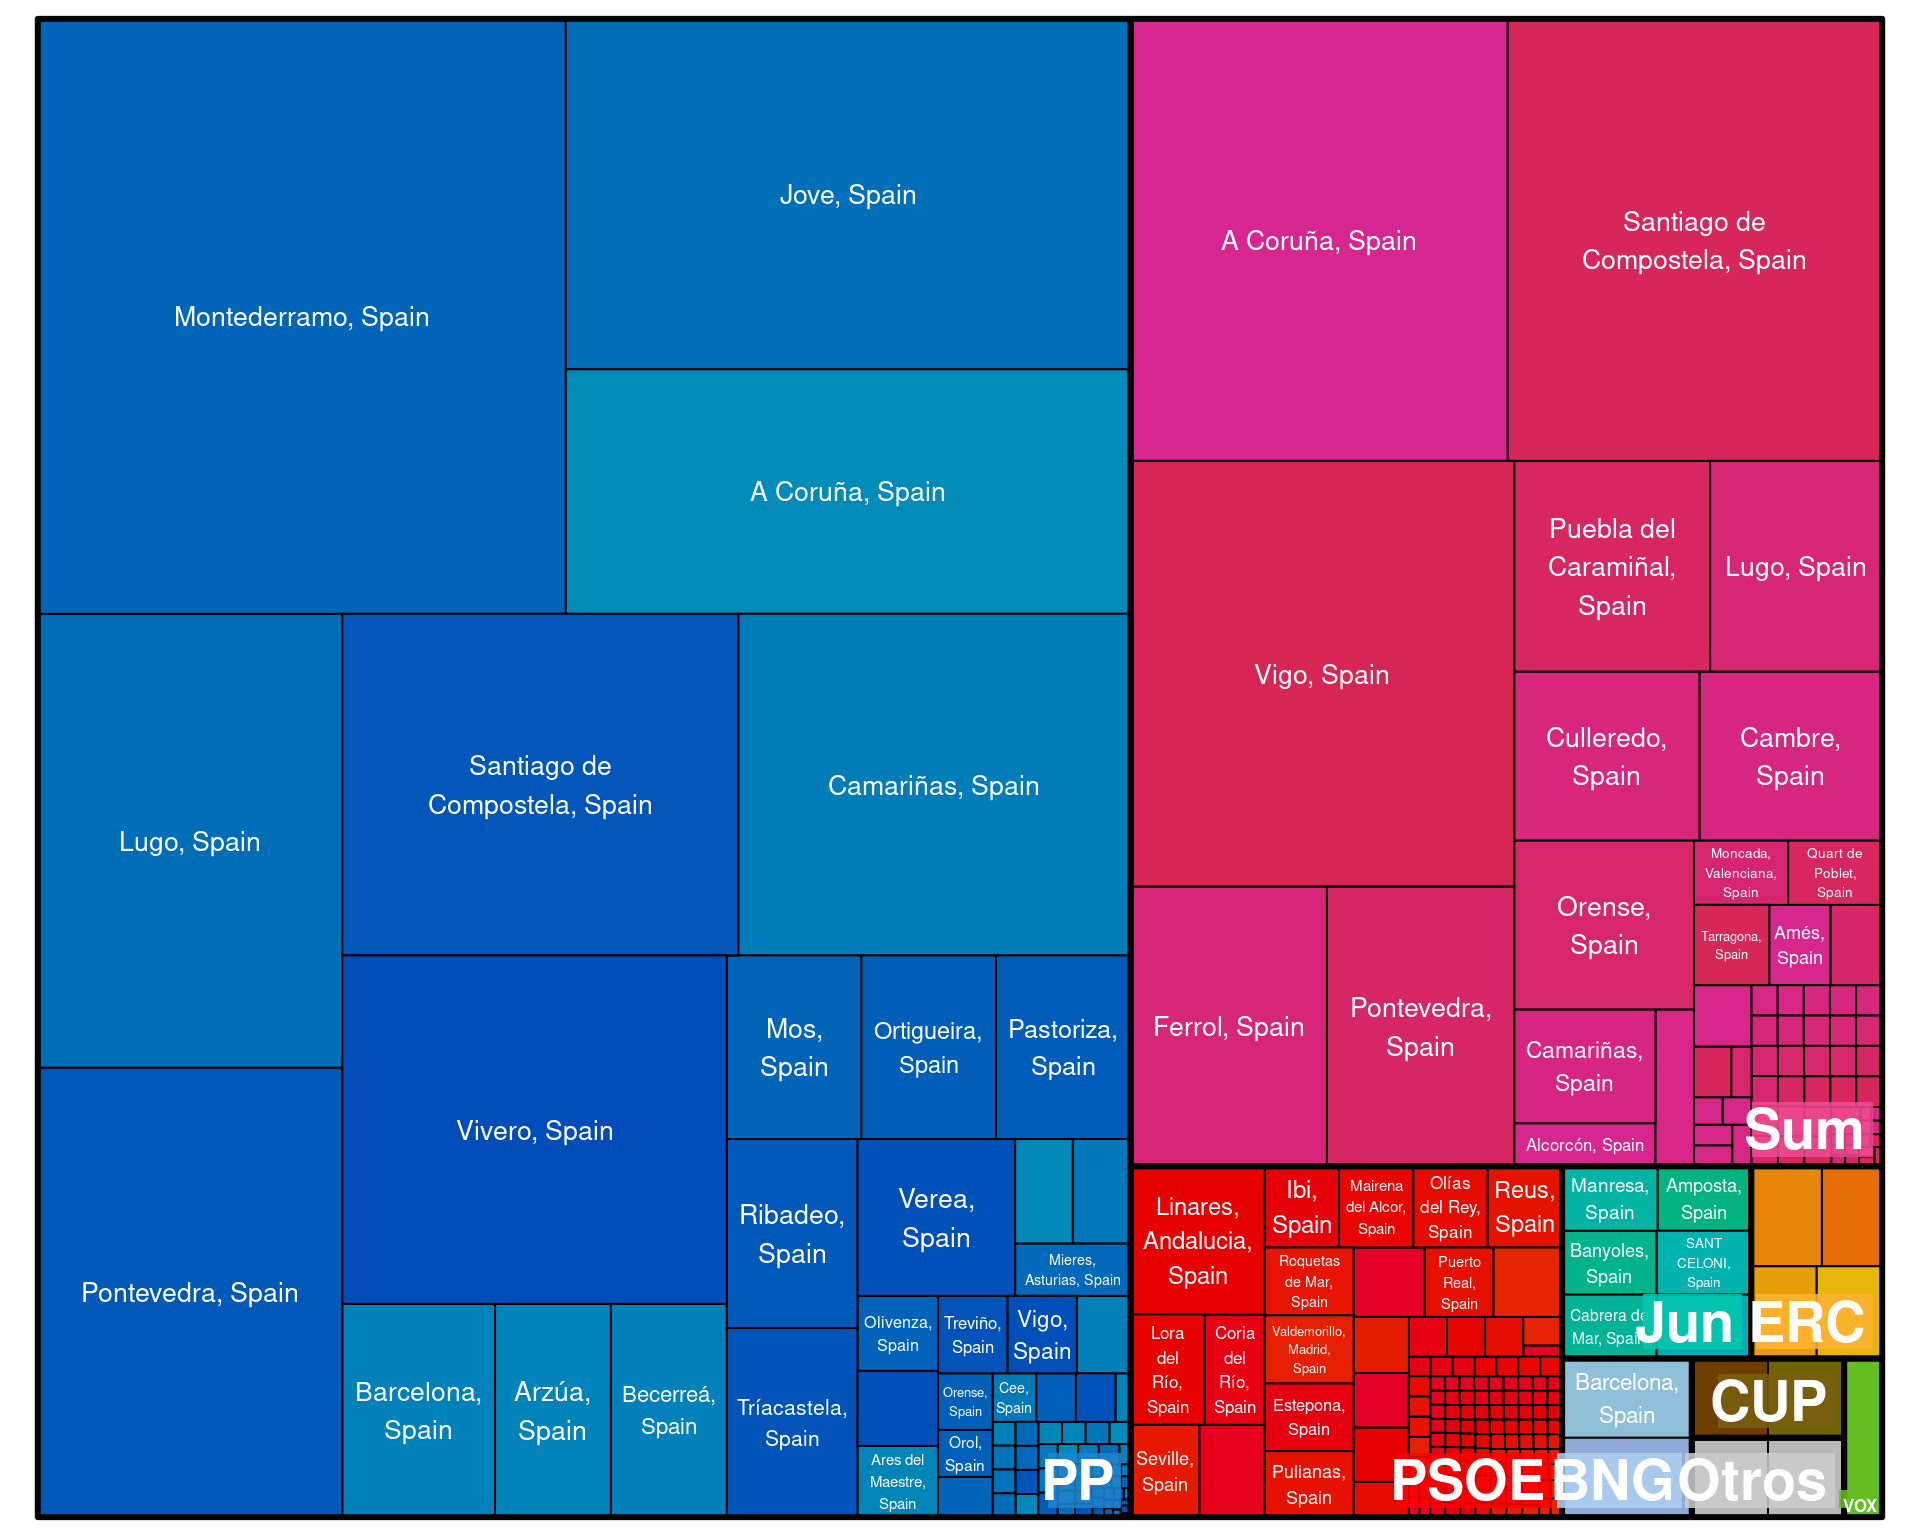 Montederramo, Spain
Jove, Spain
A Coruña, Spain
Lugo, Spain
Pontevedra, Spain
Santiago de
Compostela, Spain
Camariñas, Spain
Vivero, Spain
Barcelona,
Spain
Arzúa,
Spain
Becerreá,
Spain
Mos,
Spain
Ortigueira,
Spain
Pastoriza,
Spain
Ribadeo,
Spain
Tríacastela,
Spain
Verea,
Spain
Mieres,
Asturias, Spain
Olivenza,
Spain
Treviño,
Spain
Vigo,
Spain
Ares del
Maestre,
Spain
Orense,
Spain
Cee,
Spain
Orol,
Spain
PP
A Coruña, Spain
Santiago de
Compostela, Spain
Vigo, Spain
Puebla del
Caramiñal,
Spain
Lugo, Spain
Culleredo,
Spain
Cambre,
Spain
Ferrol, Spain
Pontevedra,
Spain
Orense,
Spain
Moncada,
Valenciana,
Spain
Quart de
Poblet,
Spain
Tarragona,
Spain
Amés,
Spain
Camariñas,
Spain
Alcorcón, Spain
Sum
Linares,
Andalucia,
Spain
Ibi,
Spain
Mairena
del Alcor,
Spain
Olías
del Rey,
Spain
Reus,
Spain
Roquetas
de Mar,
Spain
Puerto
Real,
Spain
Lora
del
Río,
Spain
Coria
del
Río,
Spain
Valdemorillo,
Madrid,
Spain
Estepona,
Spain
Seville,
Spain
Pulianas,
Spain
PSOE
Manresa,
Spain
Amposta,
Spain
Banyoles,
Spain
SANT
CELONI,
Spain
Cabrera de
Mar, Spain
Jun
ERC
Barcelona,
Spain
BNG
CUP
Otros
VOX